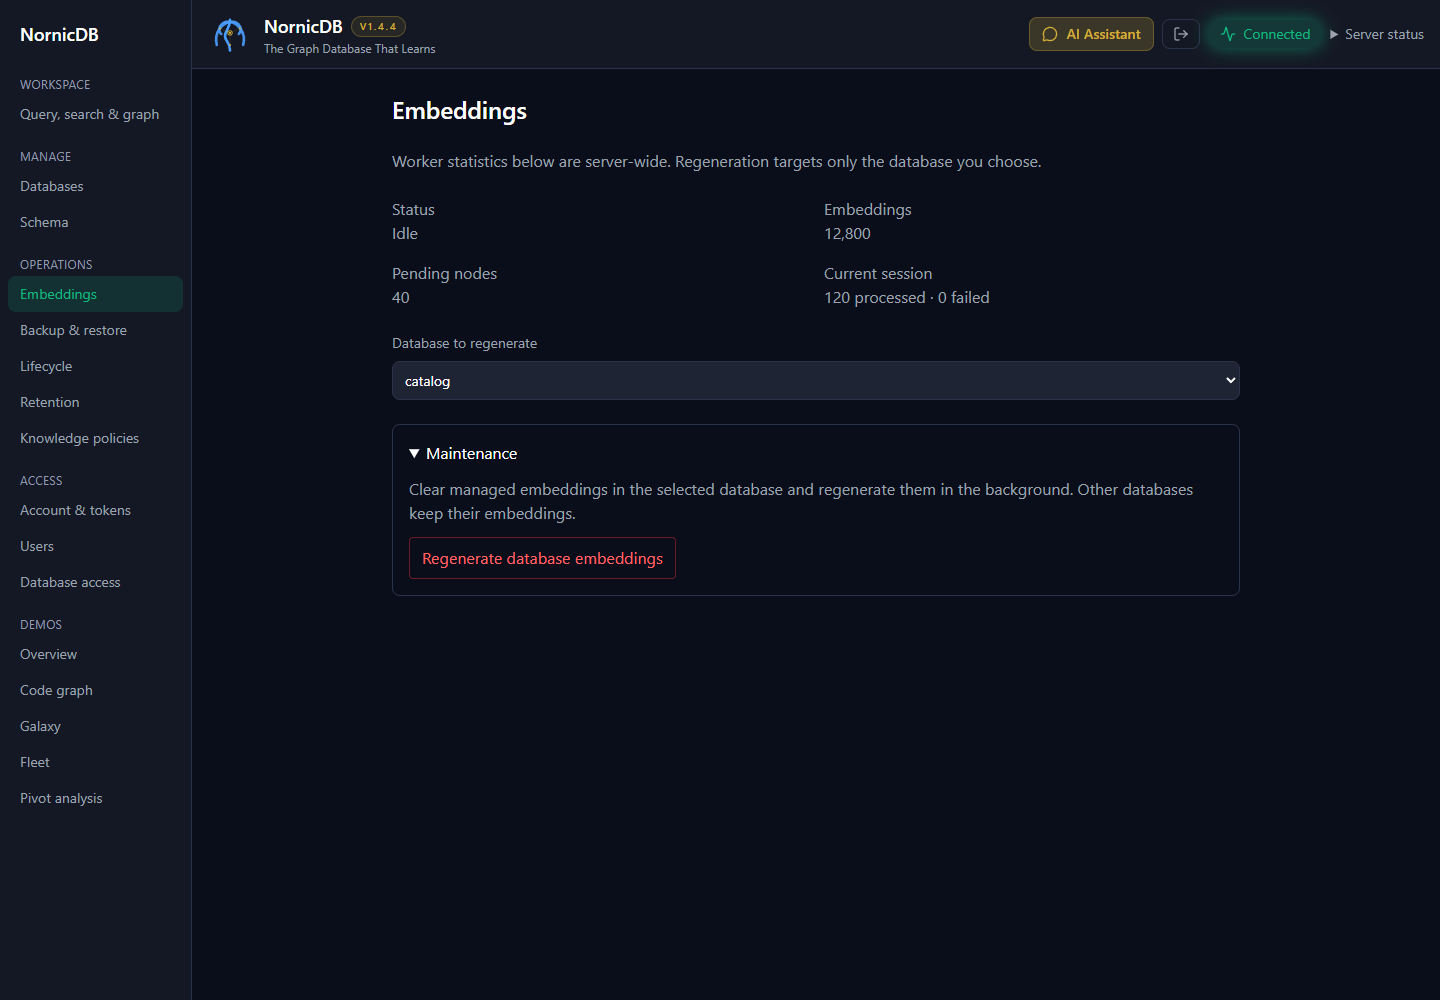 NornicDB
WORKSPACE
Query, search & graph
MANAGE
Databases
Schema
OPERATIONS
Embeddings
Backup & restore
Lifecycle
Retention
Knowledge policies
ACCESS
Account & tokens
Users
Database access
DEMOS
Overview
Code graph
Galaxy
Fleet
Pivot analysis
NornicDB V1.4.4
The Graph Database That Learns
AI Assistant
Connected
Server status
Embeddings
Worker statistics below are server-wide. Regeneration targets only the database you choose.
Status
Idle
Embeddings
12,800
Pending nodes
40
Current session
120 processed · 0 failed
Database to regenerate
catalog
Maintenance
Clear managed embeddings in the selected database and regenerate them in the background. Other databases
keep their embeddings.
Regenerate database embeddings